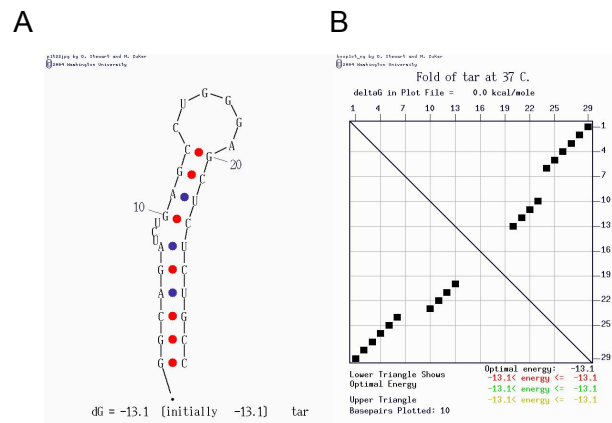 A
plt22jpg by D. Stewart and M. Zuker
©2004 Washington University
G G C A G A U C U G A G C C U G G G A G C U C U C U G C C
10
20
dG = -13.1 [initially -13.1] tar
B
boxplot_ng by D. Stewart and M. Zuker
©2004 Washington University
Fold of tar at 37 C.
deltaG in Plot File = 0.0 kcal/mole
1 4 7 10 13 16 19 22 25 29
1
4
7
10
13
16
19
22
25
29
Lower Triangle Shows
Optimal Energy
Upper Triangle
Basepairs Plotted: 10
Optimal energy: -13.1
-13.1< energy <= -13.1
-13.1< energy <= -13.1
-13.1< energy <= -13.1